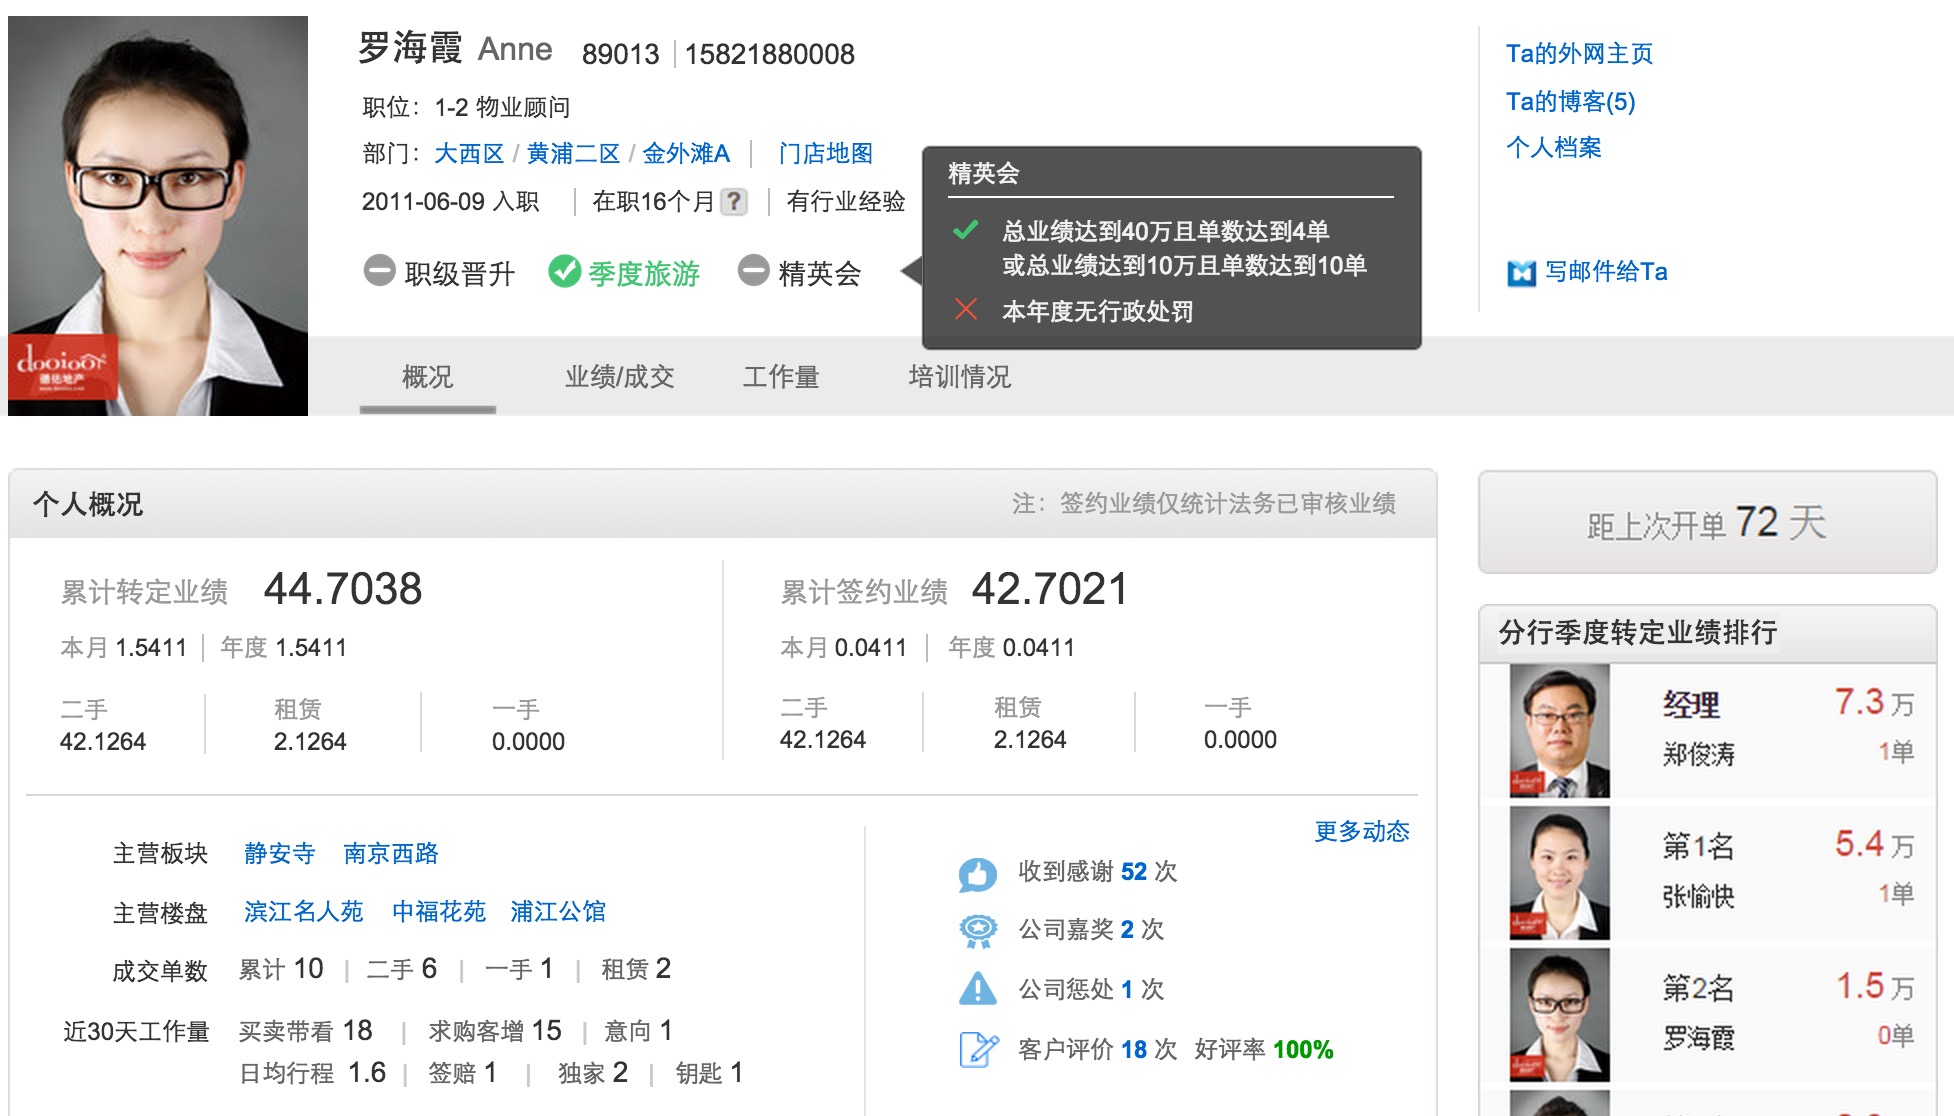 罗海霞 Anne 89013 15821880008
职位：1-2 物业顾问
部门：大西区 / 黄浦二区 / 金外滩A 门店地图
2011-06-09 入职 在职16个月 ? 有行业经验
职级晋升 季度旅游 精英会
精英会
总业绩达到40万且单数达到4单
或总业绩达到10万且单数达到10单
本年度无行政处罚
Ta的外网主页
Ta的博客(5)
个人档案
写邮件给Ta
dooioor
德佑地产
概况 业绩/成交 工作量 培训情况
个人概况 注：签约业绩仅统计法务已审核业绩
累计转定业绩 44.7038
本月 1.5411 年度 1.5411
二手 租赁 一手
42.1264 2.1264 0.0000
累计签约业绩 42.7021
本月 0.0411 年度 0.0411
二手 租赁 一手
42.1264 2.1264 0.0000
主营板块 静安寺 南京西路
主营楼盘 滨江名人苑 中福花苑 浦江公馆
成交单数 累计 10 | 二手 6 | 一手 1 | 租赁 2
近30天工作量 买卖带看 18 | 求购客增 15 | 意向 1
日均行程 1.6 | 签赔 1 | 独家 2 | 钥匙 1
更多动态
收到感谢 52 次
公司嘉奖 2 次
公司惩处 1 次
客户评价 18 次 好评率 100%
距上次开单 72 天
分行季度转定业绩排行
经理 7.3 万
郑俊涛 1单
第1名 5.4 万
张愉快 1单
第2名 1.5 万
罗海霞 0单